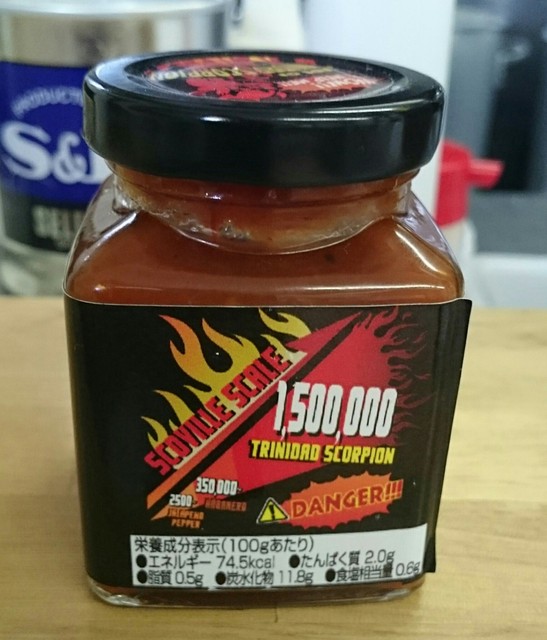 PRODUCT
S&B
SCORPION
SCOVILLE SCALE
1,500,000
TRINIDAD SCORPION
350,000-
HABANERO
2500-
JALAPENO
PEPPER
DANGER!!!
栄養成分表示(100gあたり)
●エネルギー 74.5kcal ●たんぱく質 2.0g
●脂質 0.5g ●炭水化物 11.8g ●食塩相当量 0.6g